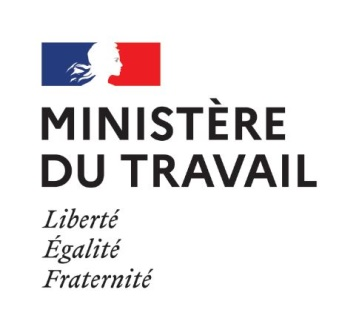 MINISTÈRE
DU TRAVAIL
Liberté
Égalité
Fraternité